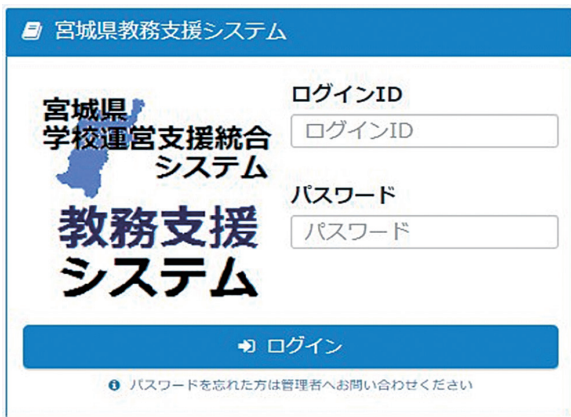 宮城県教務支援システム
宮城県
学校運営支援統合
システム
教務支援
システム
ログインID
ログインID
パスワード
パスワード
ログイン
パスワードを忘れた方は管理者へお問い合わせください